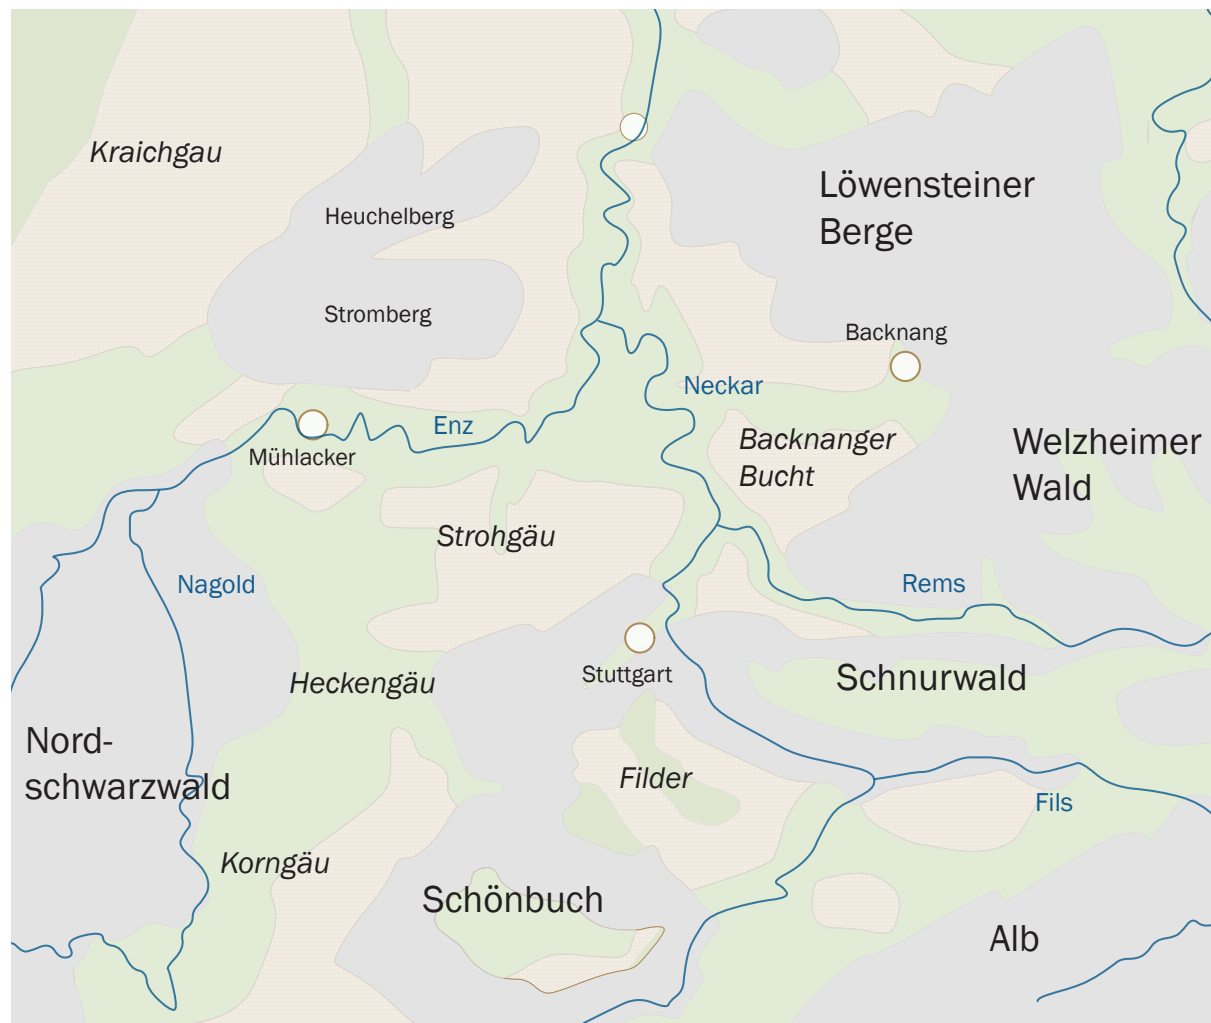 Kraichgau
Löwensteiner
Berge
Heuchelberg
Stromberg
Backnang
Neckar
Enz
Backnanger
Bucht
Welzheimer
Wald
Mühlacker
Strohgäu
Nagold
Rems
Stuttgart
Schnurwald
Heckengäu
Nord-
schwarzwald
Filder
Fils
Korngäu
Schönbuch
Alb